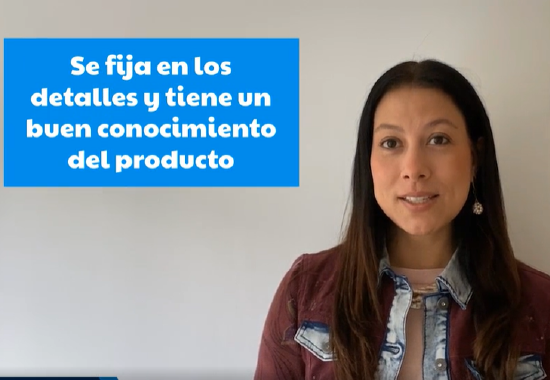 Se fija en los
detalles y tiene un
buen conocimiento
del producto